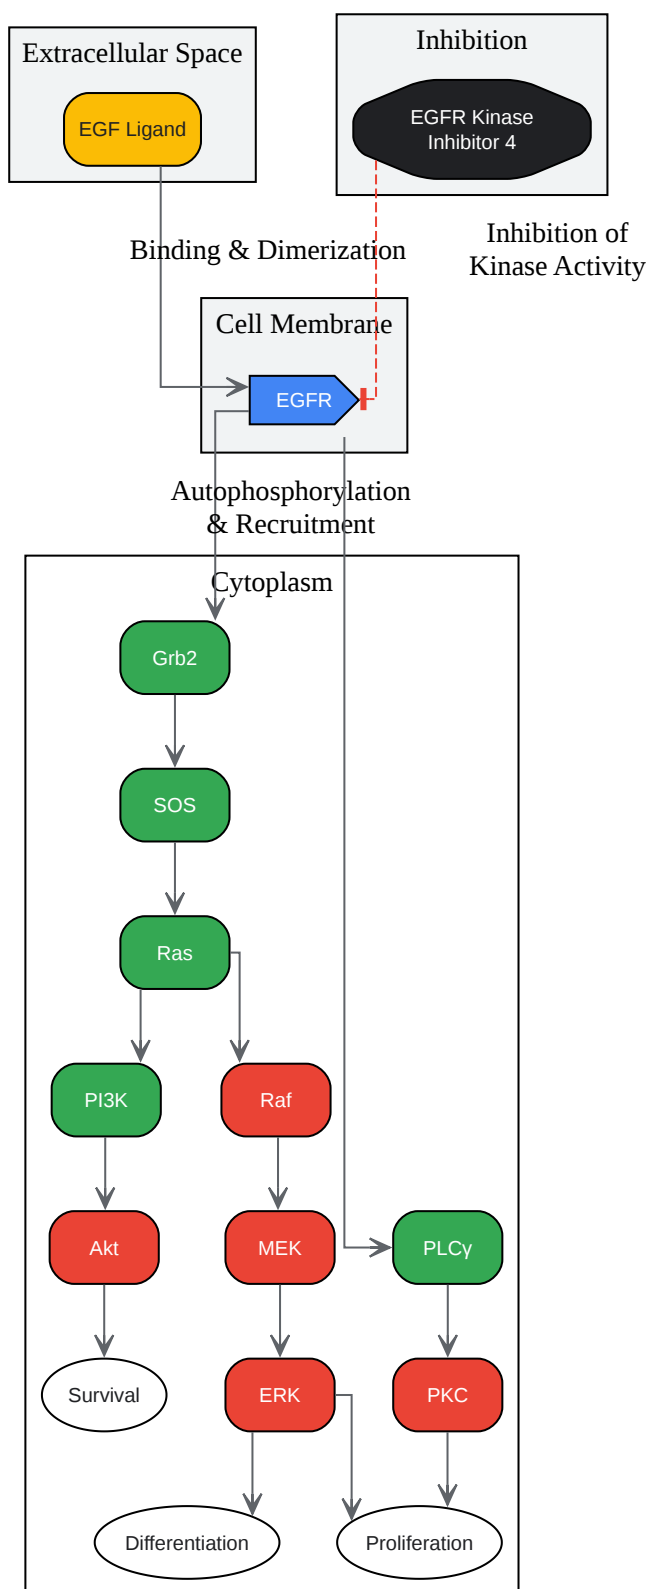 Extracellular Space
Inhibition
EGF Ligand
EGFR Kinase
Inhibitor 4
Binding & Dimerization
Inhibition of
Kinase Activity
Cell Membrane
EGFR
Autophosphorylation
& Recruitment
Cytoplasm
Grb2
SOS
Ras
PI3K
Raf
Akt
MEK
PLCγ
Survival
ERK
PKC
Differentiation
Proliferation